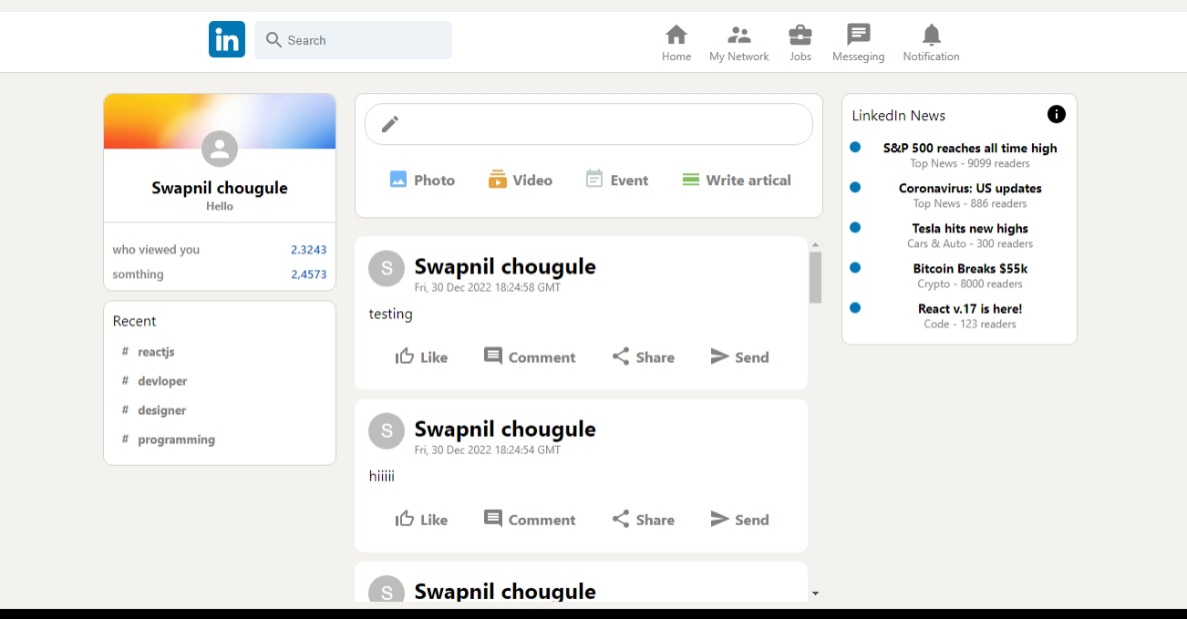 in
Search
Home
My Network
Jobs
Messeging
Notification
Swapnil chougule
Hello
who viewed you 2.3243
somthing 2,4573
Recent
# reactjs
# devloper
# designer
# programming
Photo
Video
Event
Write artical
S
Swapnil chougule
Fri, 30 Dec 2022 18:24:58 GMT
testing
Like
Comment
Share
Send
S
Swapnil chougule
Fri, 30 Dec 2022 18:24:54 GMT
hiiiii
Like
Comment
Share
Send
S
Swapnil chougule
LinkedIn News
S&P 500 reaches all time high
Top News - 9099 readers
Coronavirus: US updates
Top News - 886 readers
Tesla hits new highs
Cars & Auto - 300 readers
Bitcoin Breaks $55k
Crypto - 8000 readers
React v.17 is here!
Code - 123 readers